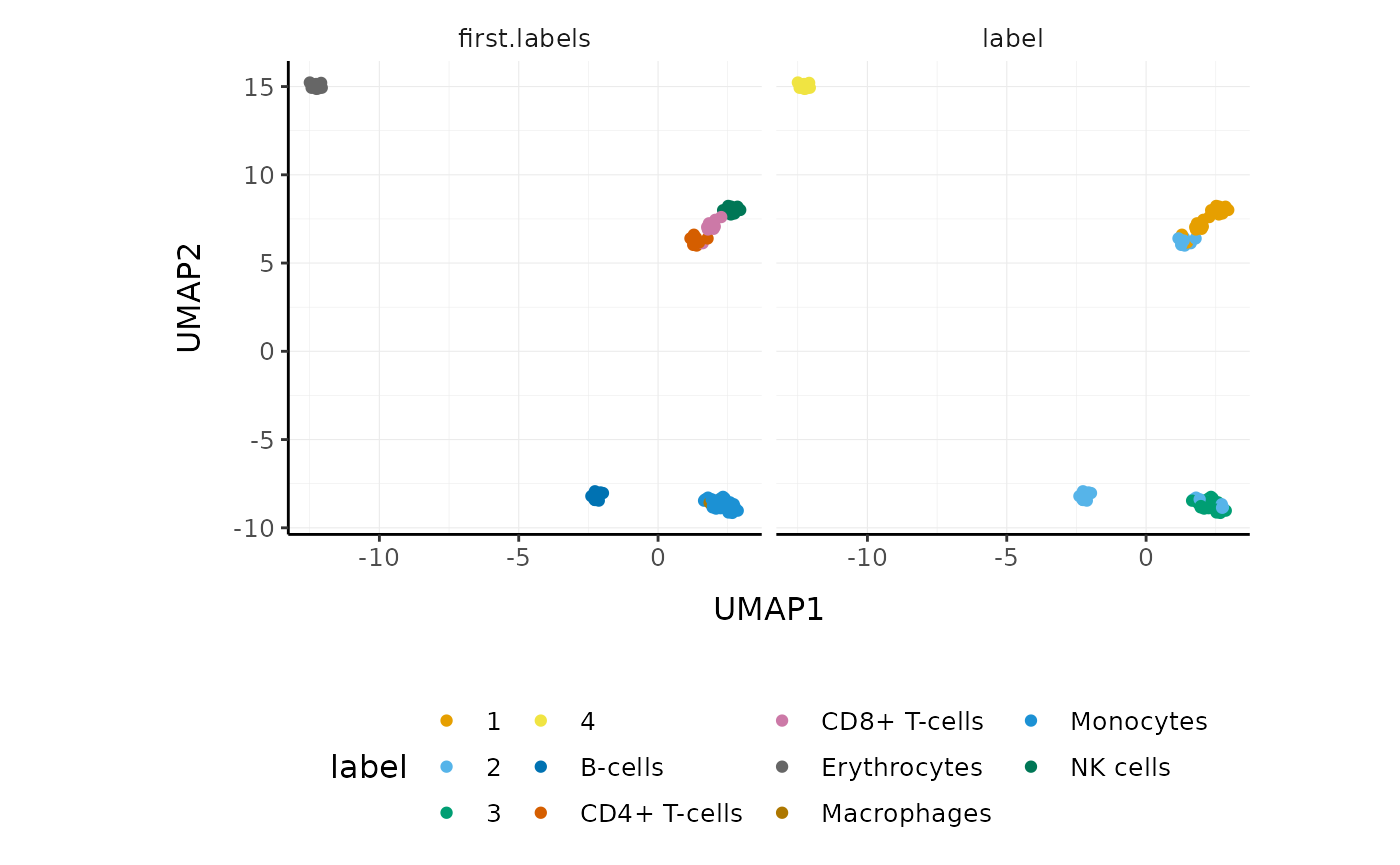 first.labels label
15
10
5
0
-5
-10
UMAP2
-10 -5 0 -10 -5 0
UMAP1
label
1 4 CD8+ T-cells Monocytes
2 B-cells Erythrocytes NK cells
3 CD4+ T-cells Macrophages